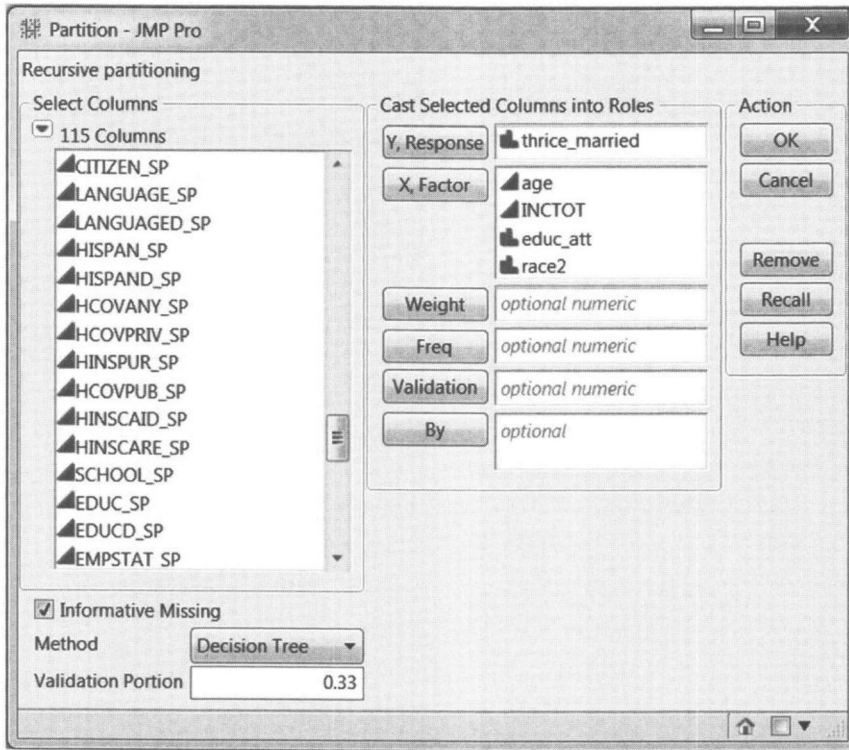 Partition - JMP Pro
Recursive partitioning
Select Columns
115 Columns
CITIZEN_SP
LANGUAGE_SP
LANGUAGED_SP
HISPAN_SP
HISPAND_SP
HCOVANY_SP
HCOVPRIV_SP
HINSPUR_SP
HCOVPUB_SP
HINSCAID_SP
HINSCARE_SP
SCHOOL_SP
EDUC_SP
EDUCD_SP
EMPSTAT SP
Informative Missing
Method Decision Tree
Validation Portion 0.33
Cast Selected Columns into Roles
Y, Response thrice_married
X, Factor age
INCTOT
educ_att
race2
Weight optional numeric
Freq optional numeric
Validation optional numeric
By optional
Action
OK
Cancel
Remove
Recall
Help